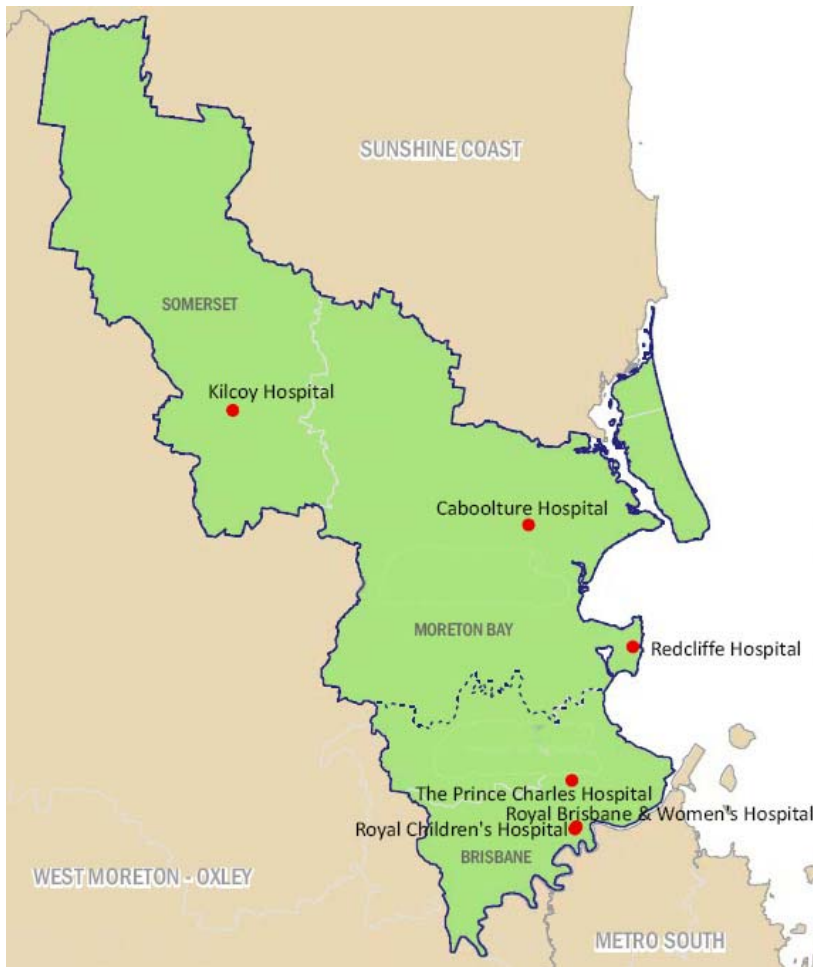 SUNSHINE COAST
SOMERSET
Kilcoy Hospital
Caboolture Hospital
MORETON BAY
Redcliffe Hospital
The Prince Charles Hospital
Royal Brisbane & Women's Hospital
Royal Children's Hospital
BRISBANE
WEST MORETON - OXLEY
METRO SOUTH